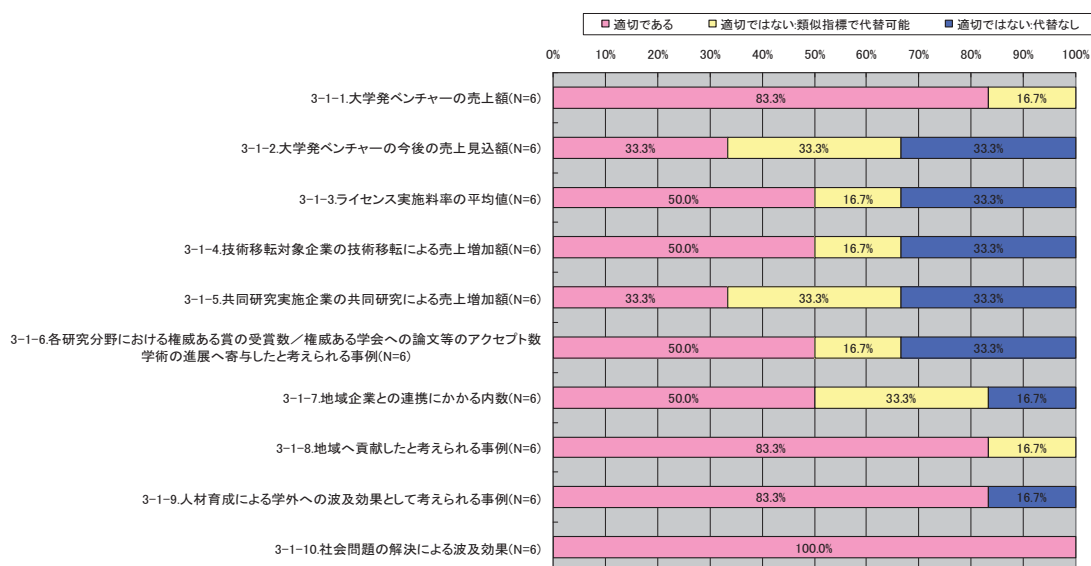 適切である 適切ではない:類似指標で代替可能 適切ではない:代替なし
0% 10% 20% 30% 40% 50% 60% 70% 80% 90% 100%
3-1-1.大学発ベンチャーの売上額(N=6) 83.3% 16.7%
3-1-2.大学発ベンチャーの今後の売上見込額(N=6) 33.3% 33.3% 33.3%
3-1-3.ライセンス実施料率の平均値(N=6) 50.0% 16.7% 33.3%
3-1-4.技術移転対象企業の技術移転による売上増加額(N=6) 50.0% 16.7% 33.3%
3-1-5.共同研究実施企業の共同研究による売上増加額(N=6) 33.3% 33.3% 33.3%
3-1-6.各研究分野における権威ある賞の受賞数／権威ある学会への論文等のアクセプト数
学術の進展へ寄与したと考えられる事例(N=6) 50.0% 16.7% 33.3%
3-1-7.地域企業との連携にかかる内数(N=6) 50.0% 33.3% 16.7%
3-1-8.地域へ貢献したと考えられる事例(N=6) 83.3% 16.7%
3-1-9.人材育成による学外への波及効果として考えられる事例(N=6) 83.3% 16.7%
3-1-10.社会問題の解決による波及効果(N=6) 100.0%